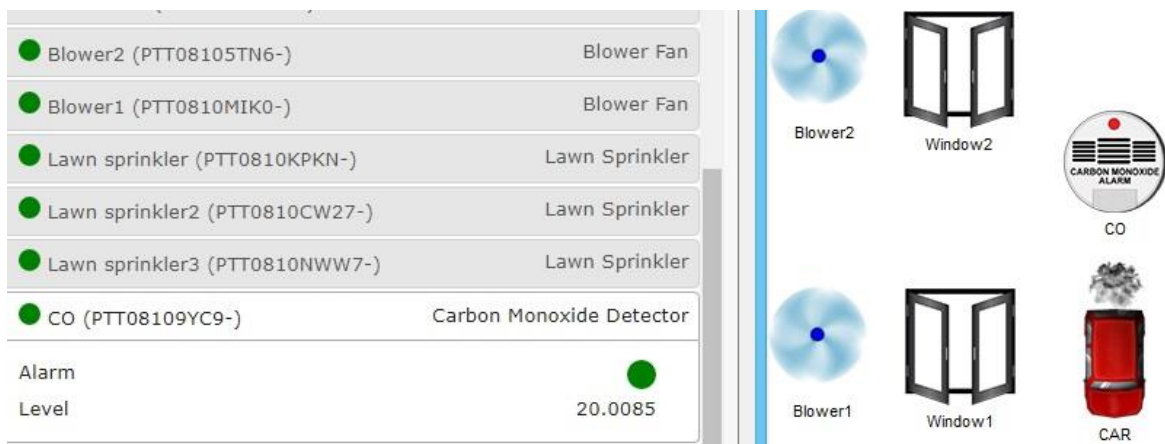 Blower2 (PTT08105TN6-) Blower Fan
Blower1 (PTT0810MIK0-) Blower Fan
Lawn sprinkler (PTT0810KPKN-) Lawn Sprinkler
Lawn sprinkler2 (PTT0810CW27-) Lawn Sprinkler
Lawn sprinkler3 (PTT0810NWW7-) Lawn Sprinkler
CO (PTT08109YC9-) Carbon Monoxide Detector
Alarm
Level 20.0085
Blower2
Window2
CARBON MONOXIDE
ALARM
CO
Blower1
Window1
CAR